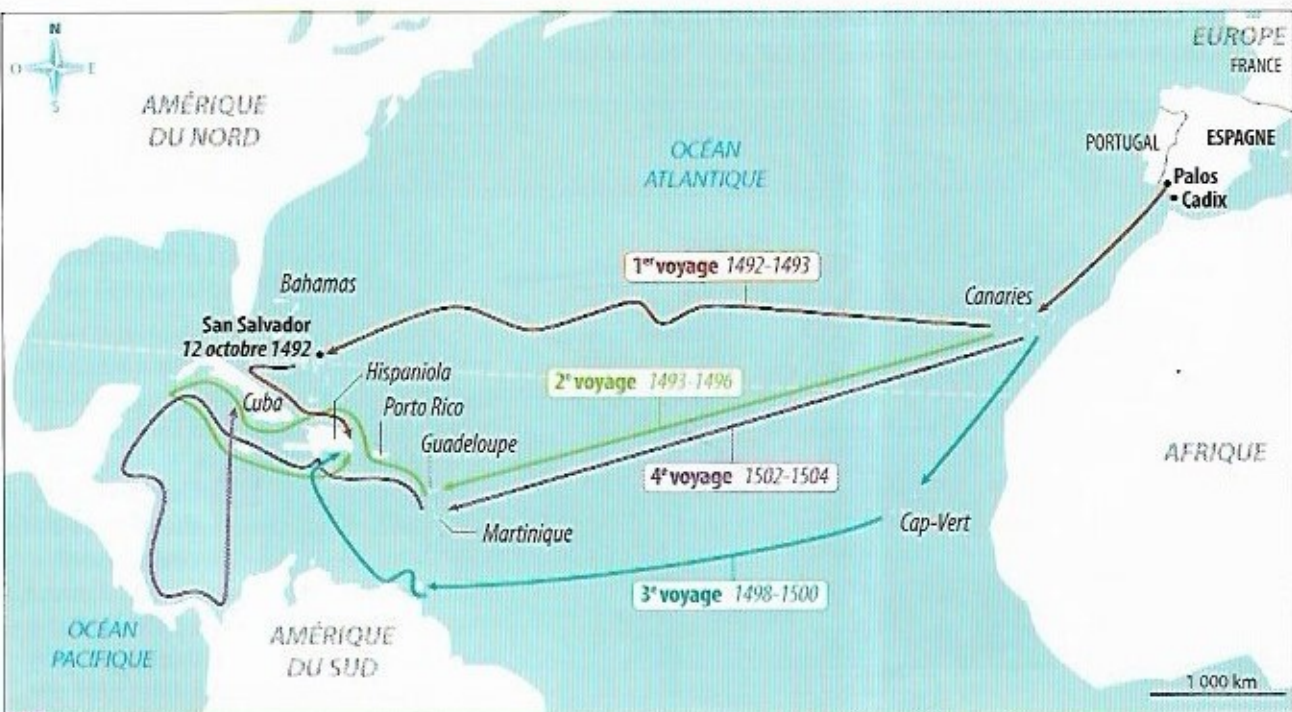 N
O
E
S
EUROPE
FRANCE
AMÉRIQUE
DU NORD
OCÉAN
ATLANTIQUE
PORTUGAL
ESPAGNE
Palos
Cadix
1er voyage 1492-1493
Bahamas
Canaries
San Salvador
12 octobre 1492
Hispaniola
2e voyage 1493-1496
Cuba
Porto Rico
Guadeloupe
AFRIQUE
4e voyage 1502-1504
Cap-Vert
Martinique
3e voyage 1498-1500
OCÉAN
PACIFIQUE
AMÉRIQUE
DU SUD
1 000 km